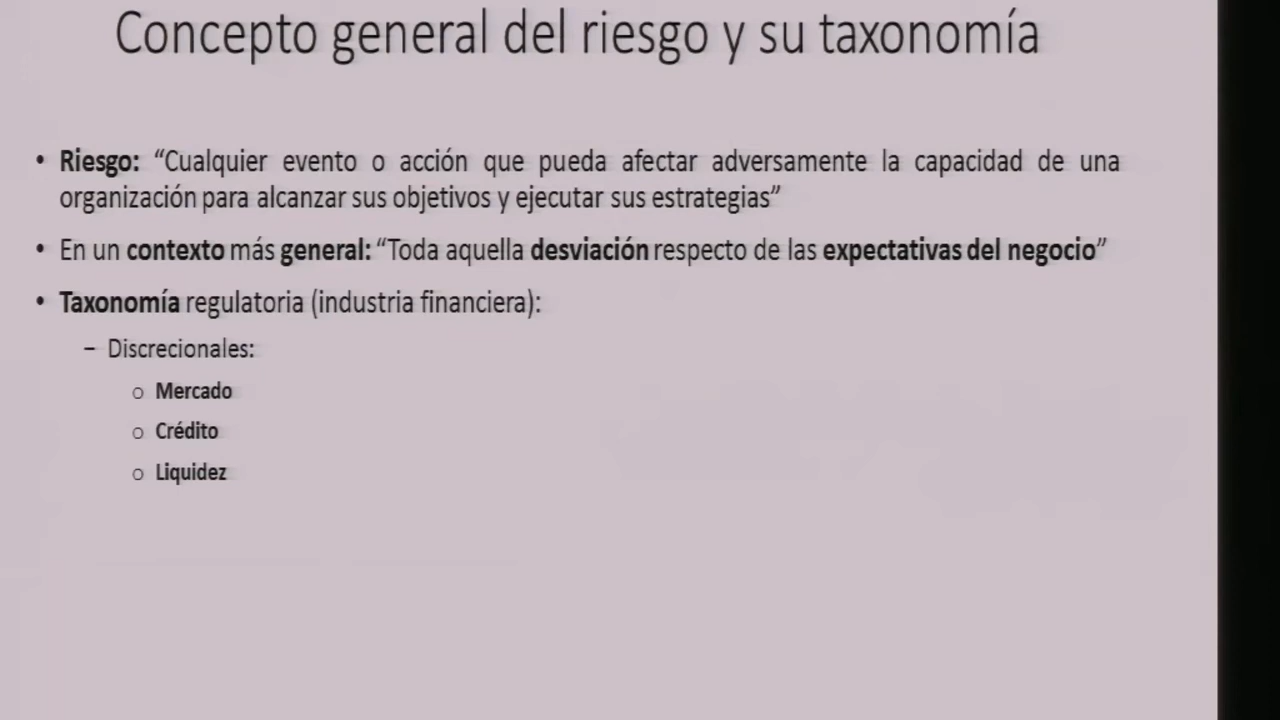 Concepto general del riesgo y su taxonomía
• Riesgo: “Cualquier evento o acción que pueda afectar adversamente la capacidad de una
organización para alcanzar sus objetivos y ejecutar sus estrategias”
• En un contexto más general: “Toda aquella desviación respecto de las expectativas del negocio”
• Taxonomía regulatoria (industria financiera):
– Discrecionales:
o Mercado
o Crédito
o Liquidez